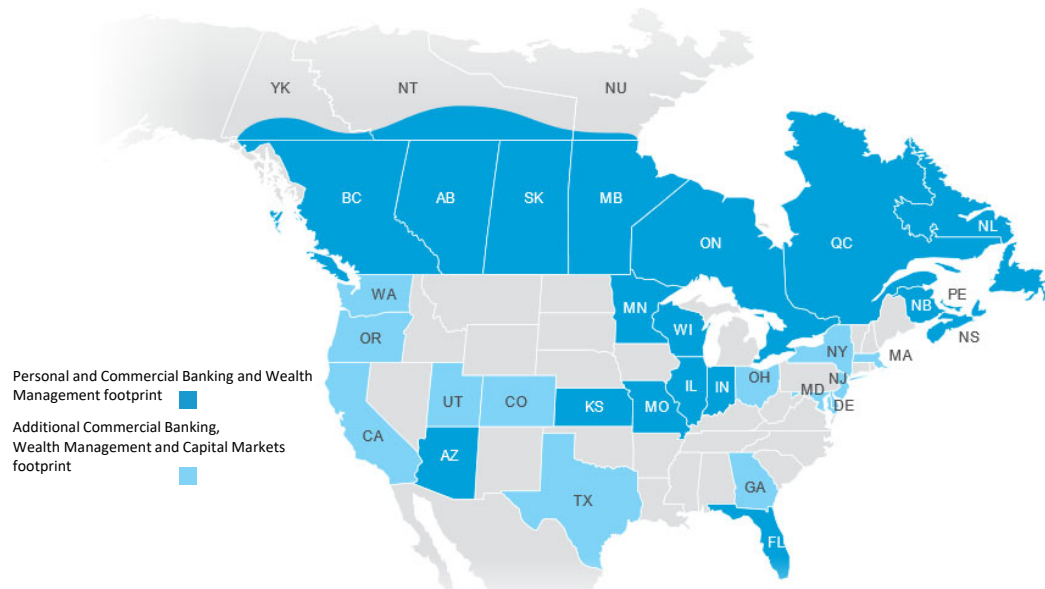 YK
NT
NU
BC
AB
SK
MB
ON
QC
NL
PE
NB
NS
WA
MN
WI
OR
NY
MA
Personal and Commercial Banking and Wealth
Management footprint
UT
CO
KS
MO
IL
IN
OH
NJ
MD
DE
Additional Commercial Banking,
Wealth Management and Capital Markets
footprint
CA
AZ
TX
GA
FL